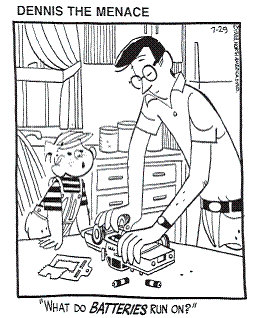 DENNIS THE MENACE
7-29
"WHAT DO BATTERIES RUN ON?"